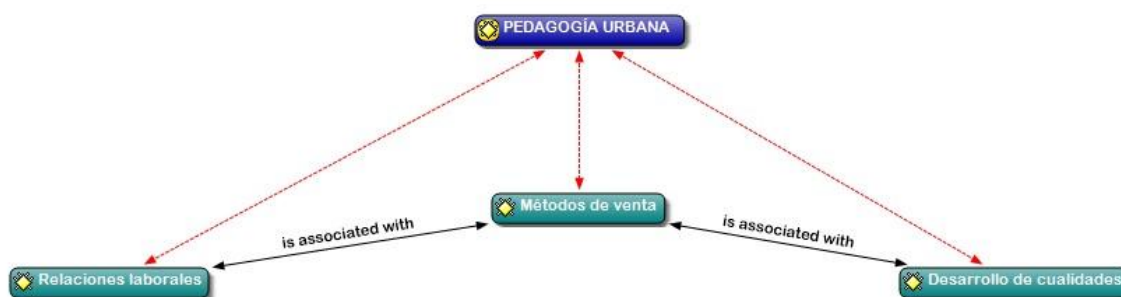 PEDAGOGÍA URBANA
Métodos de venta
is associated with
is associated with
Relaciones laborales
Desarrollo de cualidades